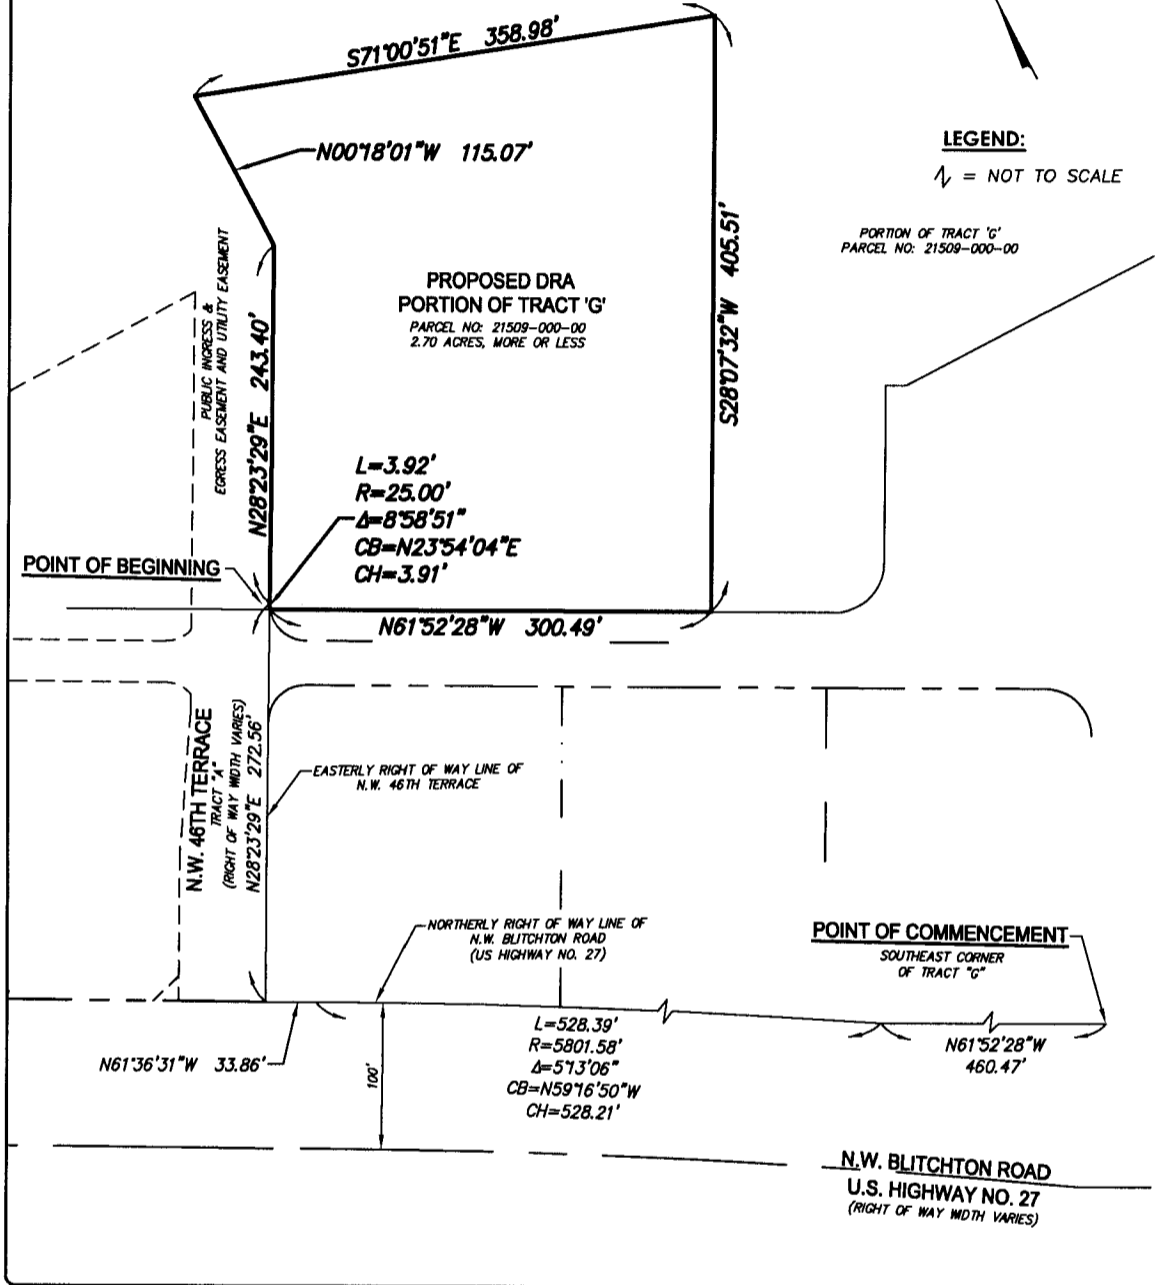 S71°00'51"E 358.98'
N00°18'01"W 115.07'
LEGEND:
= NOT TO SCALE
PORTION OF TRACT 'G'
PARCEL NO: 21509-000-00
S28°07'32"W 405.51'
PROPOSED DRA
PORTION OF TRACT 'G'
PARCEL NO: 21509-000-00
2.70 ACRES, MORE OR LESS
PUBLIC INGRESS &
EGRESS EASEMENT AND UTILITY EASEMENT
N28°23'29"E 243.40'
L=3.92'
R=25.00'
Δ=8°58'51"
CB=N23°54'04"E
CH=3.91'
POINT OF BEGINNING
N61°52'28"W 300.49'
N.W. 46TH TERRACE
TRACT "A"
(RIGHT OF WAY WIDTH VARIES)
N28°23'29"E 272.56'
EASTERLY RIGHT OF WAY LINE OF
N.W. 46TH TERRACE
NORTHERLY RIGHT OF WAY LINE OF
N.W. BLITCHTON ROAD
(US HIGHWAY NO. 27)
POINT OF COMMENCEMENT
SOUTHEAST CORNER
OF TRACT "G"
N61°36'31"W 33.86'
100'
L=528.39'
R=5801.58'
Δ=5°13'06"
CB=N59°16'50"W
CH=528.21'
N61°52'28"W
460.47'
N.W. BLITCHTON ROAD
U.S. HIGHWAY NO. 27
(RIGHT OF WAY WIDTH VARIES)